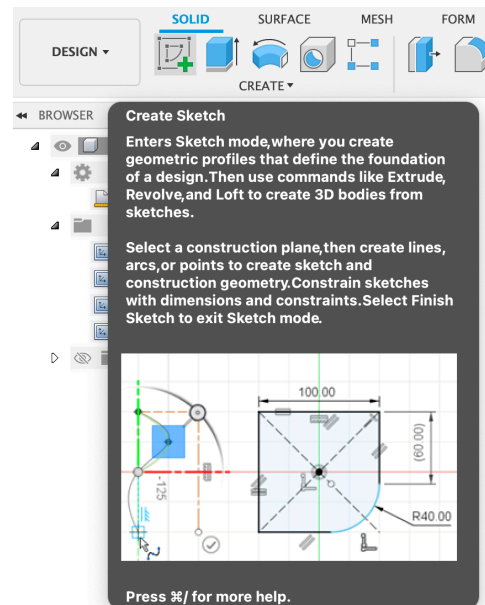 SOLID SURFACE MESH FORM
DESIGN ▾
CREATE ▾
BROWSER
Create Sketch
Enters Sketch mode,where you create
geometric profiles that define the foundation
of a design.Then use commands like Extrude,
Revolve,and Loft to create 3D bodies from
sketches.
Select a construction plane,then create lines,
arcs,or points to create sketch and
construction geometry.Constrain sketches
with dimensions and constraints.Select Finish
Sketch to exit Sketch mode.
100.00
(60.00)
-125
R40.00
Press ⌘/ for more help.